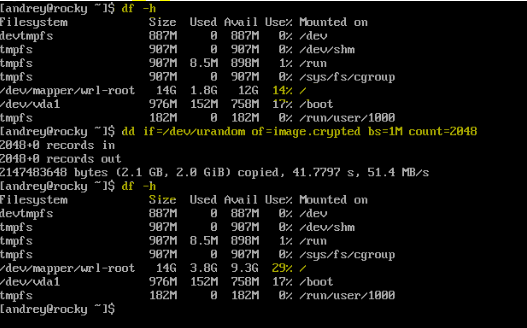 [andrey@rocky ~]$ df -h
Filesystem Size Used Avail Use% Mounted on
devtmpfs 887M 0 887M 0% /dev
tmpfs 907M 0 907M 0% /dev/shm
tmpfs 907M 8.5M 898M 1% /run
tmpfs 907M 0 907M 0% /sys/fs/cgroup
/dev/mapper/wrl-root 14G 1.8G 12G 14% /
/dev/vda1 976M 152M 758M 17% /boot
tmpfs 182M 0 182M 0% /run/user/1000
[andrey@rocky ~]$ dd if=/dev/urandom of=image.crypted bs=1M count=2048
2048+0 records in
2048+0 records out
2147483648 bytes (2.1 GB, 2.0 GiB) copied, 41.7797 s, 51.4 MB/s
[andrey@rocky ~]$ df -h
Filesystem Size Used Avail Use% Mounted on
devtmpfs 887M 0 887M 0% /dev
tmpfs 907M 0 907M 0% /dev/shm
tmpfs 907M 8.5M 898M 1% /run
tmpfs 907M 0 907M 0% /sys/fs/cgroup
/dev/mapper/wrl-root 14G 3.8G 9.3G 29% /
/dev/vda1 976M 152M 758M 17% /boot
tmpfs 182M 0 182M 0% /run/user/1000
[andrey@rocky ~]$